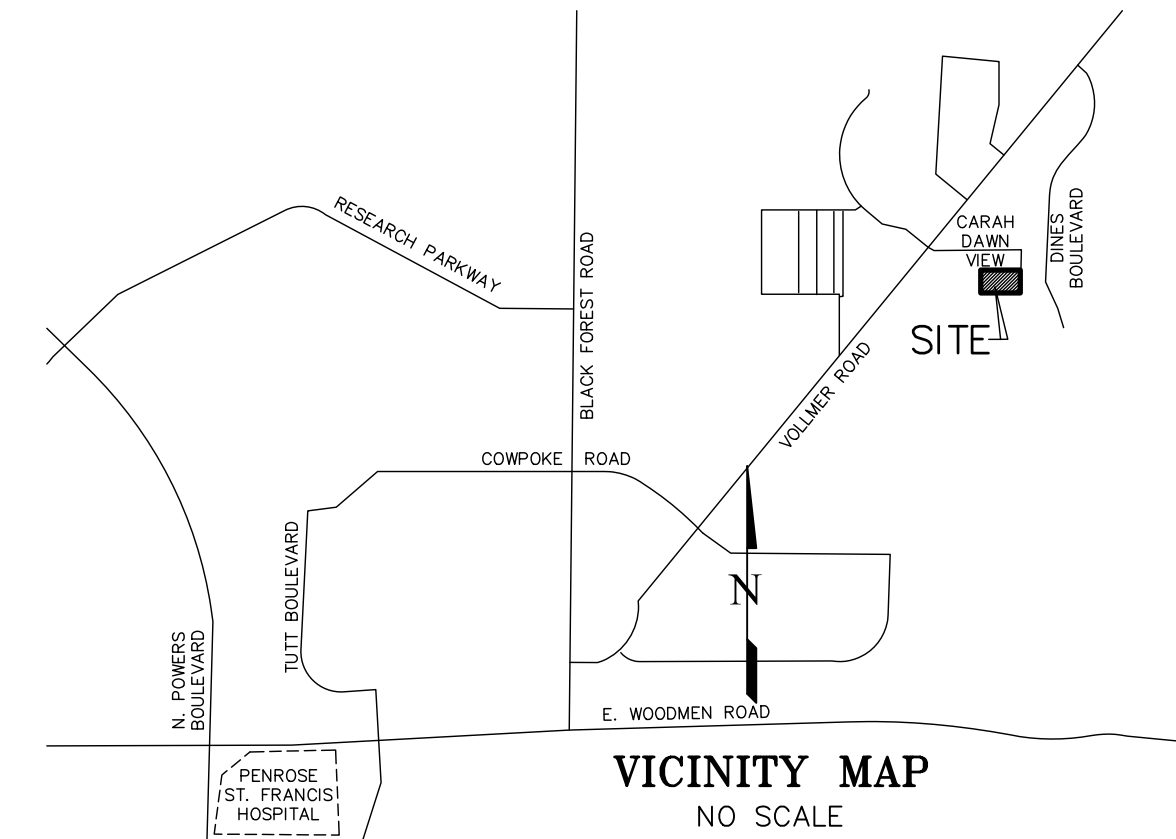 RESEARCH PARKWAY
BLACK FOREST ROAD
CARAH
DAWN
VIEW
DINES
BOULEVARD
SITE
VOLLMER ROAD
COWPOKE ROAD
TUTT BOULEVARD
N
N. POWERS
BOULEVARD
E. WOODMEN ROAD
PENROSE
ST. FRANCIS
HOSPITAL
VICINITY MAP
NO SCALE